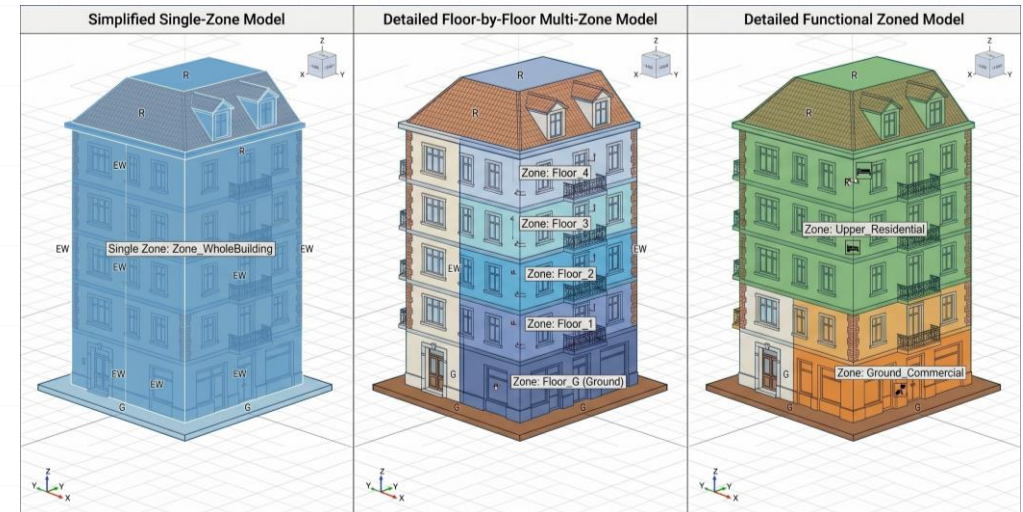 Simplified Single-Zone Model
Z
X
Y
R
R
R
EW
EW
Single Zone: Zone_WholeBuilding
EW
EW
EW
EW
EW
EW
G
G
Z
Y
Y
X
Detailed Floor-by-Floor Multi-Zone Model
Z
X
Y
R
R
Zone: Floor_4
Zone: Floor_3
EW
EW
Zone: Floor_2
Zone: Floor_1
G
Zone: Floor_G (Ground)
G
Z
Y
Y
X
Detailed Functional Zoned Model
Z
X
Y
R
R
Zone: Upper_Residential
G
Zone: Ground_Commercial
G
G
Z
Y
Y
X